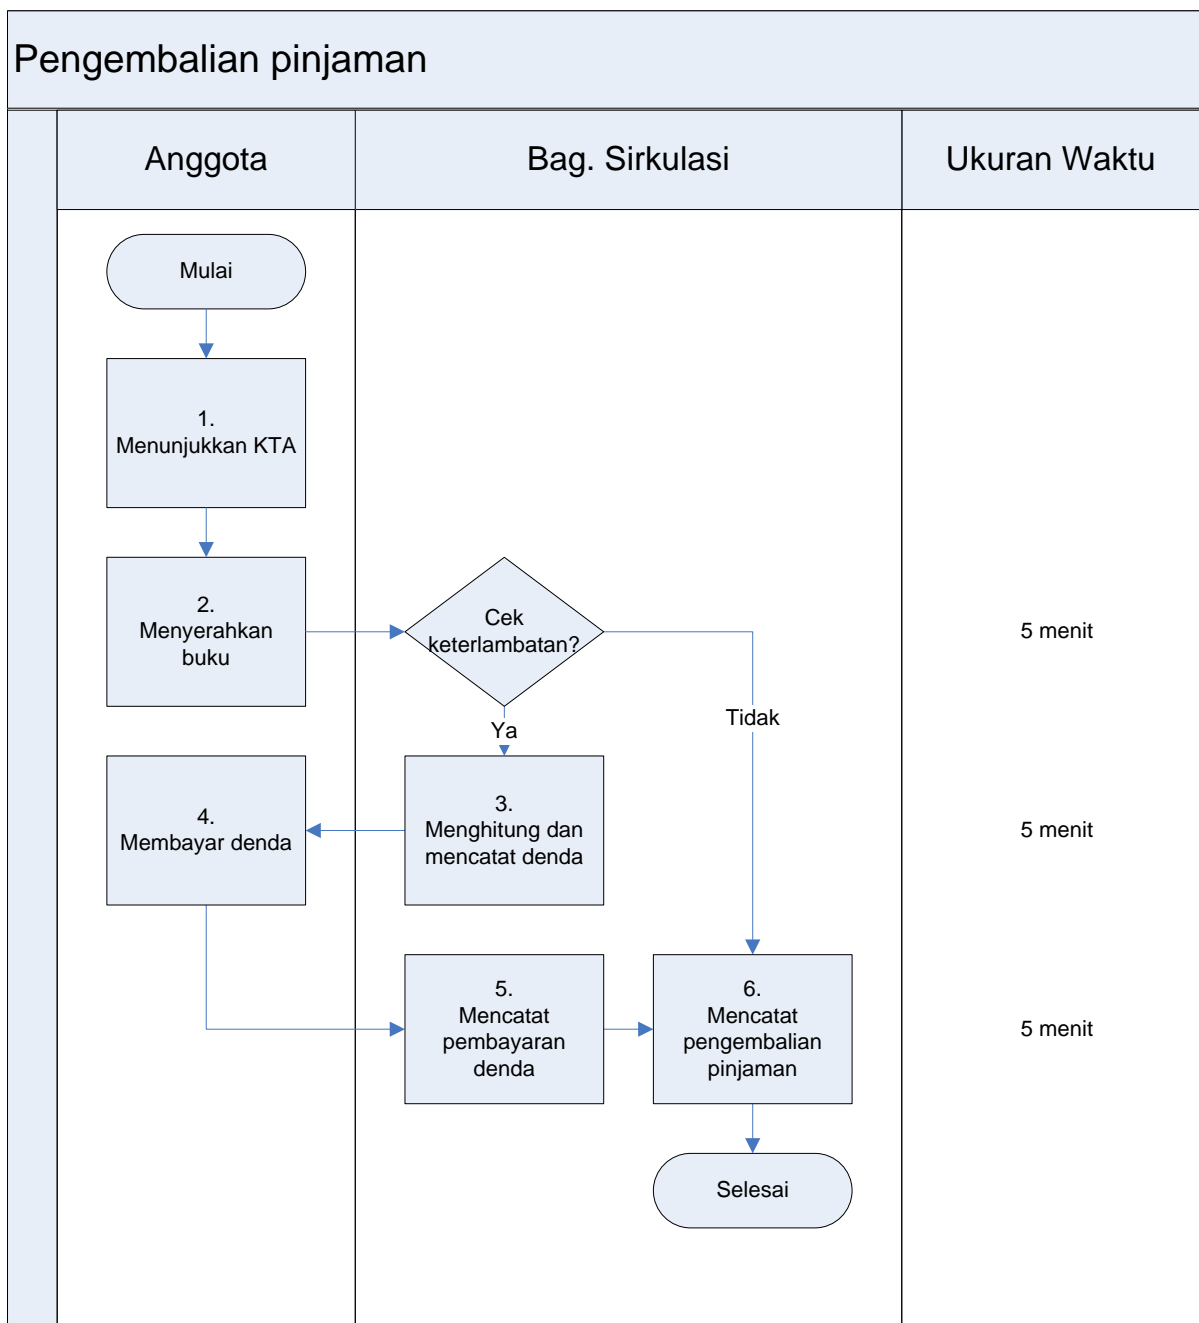 Pengembalian pinjaman
Anggota
Bag. Sirkulasi
Ukuran Waktu
Mulai
1.
Menunjukkan KTA
2.
Menyerahkan
buku
Cek
keterlambatan?
5 menit
Ya
Tidak
4.
Membayar denda
3.
Menghitung dan
mencatat denda
5 menit
5.
Mencatat
pembayaran
denda
6.
Mencatat
pengembalian
pinjaman
5 menit
Selesai